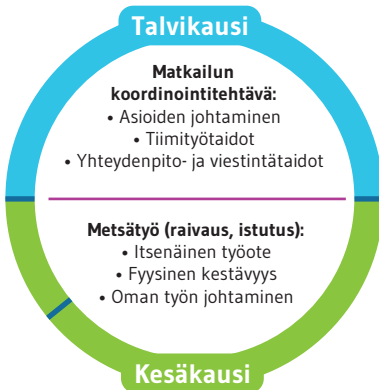 Talvikausi
Matkailun
koordinointitehtävä:
• Asioiden johtaminen
• Tiimityötaidot
• Yhteydenpito- ja viestintätaidot
Metsätyö (raivaus, istutus):
• Itsenäinen työote
• Fyysinen kestävyys
• Oman työn johtaminen
Kesäkausi